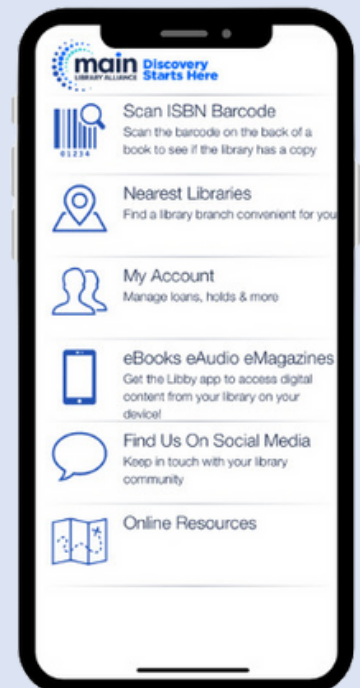 main Discovery
LIBRARY ALLIANCE Starts Here
Scan ISBN Barcode
Scan the barcode on the back of a
book to see if the library has a copy
01234
Nearest Libraries
Find a library branch convenient for you
My Account
Manage loans, holds & more
eBooks eAudio eMagazines
Get the Libby app to access digital
content from your library on your
device!
Find Us On Social Media
Keep in touch with your library
community
Online Resources